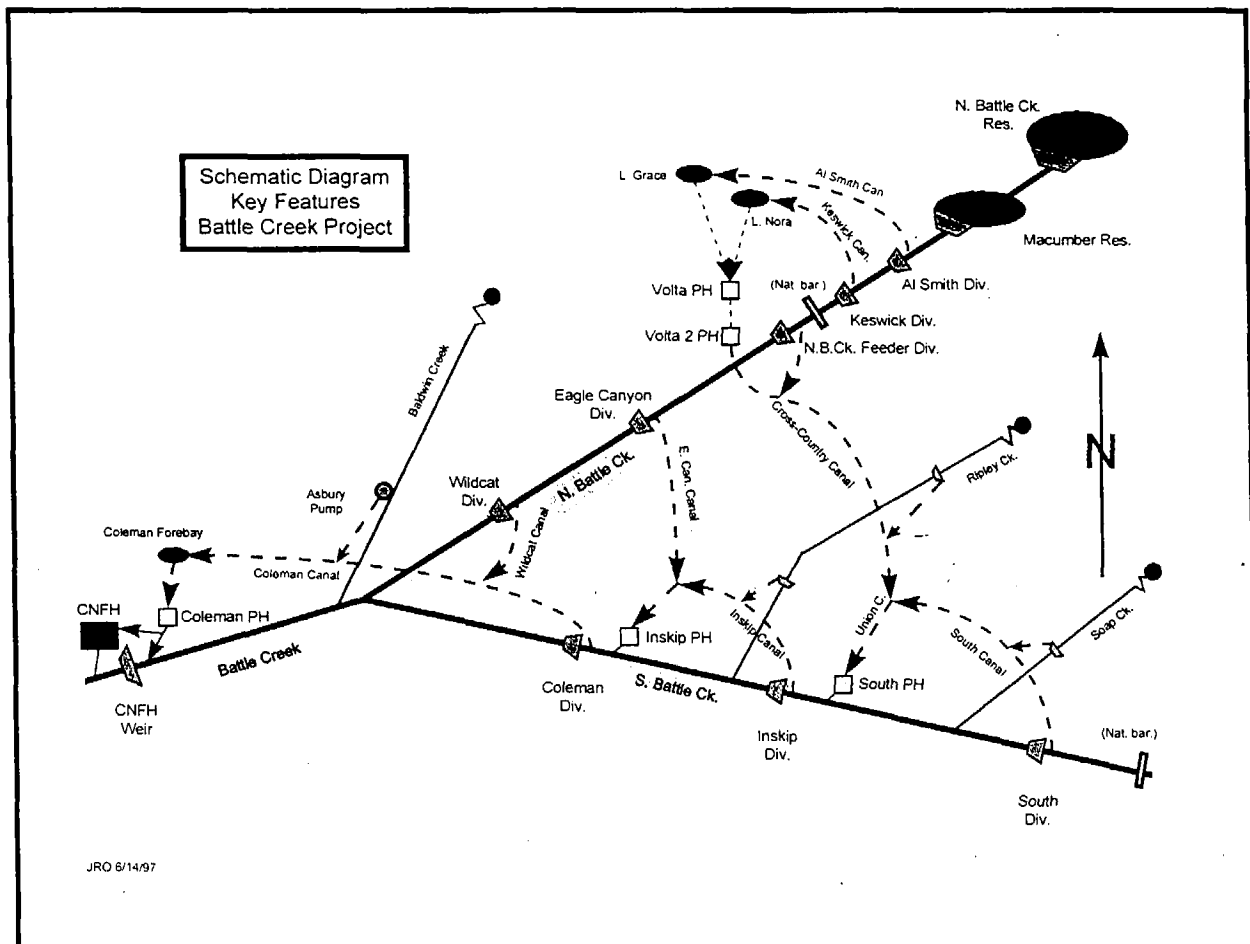 Schematic Diagram
Key Features
Battle Creek Project
N. Battle Ck.
Res.
Macumber Res.
L. Grace
Al Smith Can
L. Nora
Keswick Can.
Al Smith Div.
Volta PH
(Nat. bar.)
Keswick Div.
Volta 2 PH
N.B.Ck. Feeder Div.
Baldwin Creek
Eagle Canyon
Div.
Cross-Country Canal
N
E. Can. Canal
N. Battle Ck.
Ripley Ck.
Wildcat
Div.
Asbury
Pump
Wildcat Canal
Coleman Forebay
Coleman Canal
CNFH
Coleman PH
Inskip PH
Inskip Canal
Union C.
South Canal
Soap Ck.
Battle Creek
S. Battle Ck.
South PH
CNFH
Weir
Coleman
Div.
Inskip
Div.
(Nat. bar.)
South
Div.
JRO 6/14/97